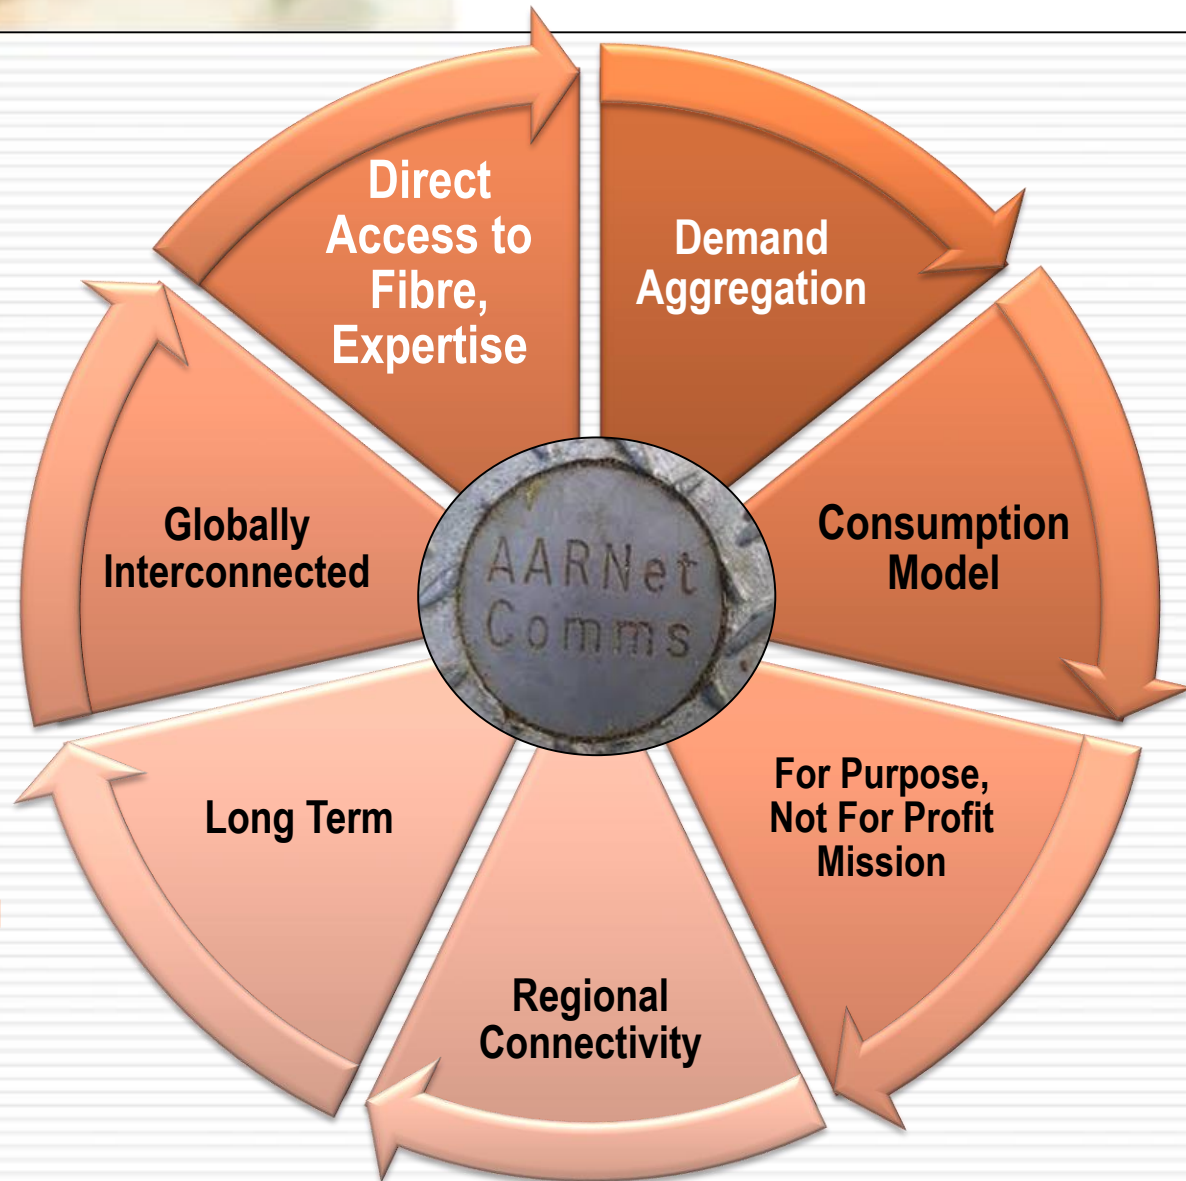 Direct
Access to
Fibre,
Expertise
Demand
Aggregation
Consumption
Model
For Purpose,
Not For Profit
Mission
Regional
Connectivity
Long Term
Globally
Interconnected
AARNet
Comms